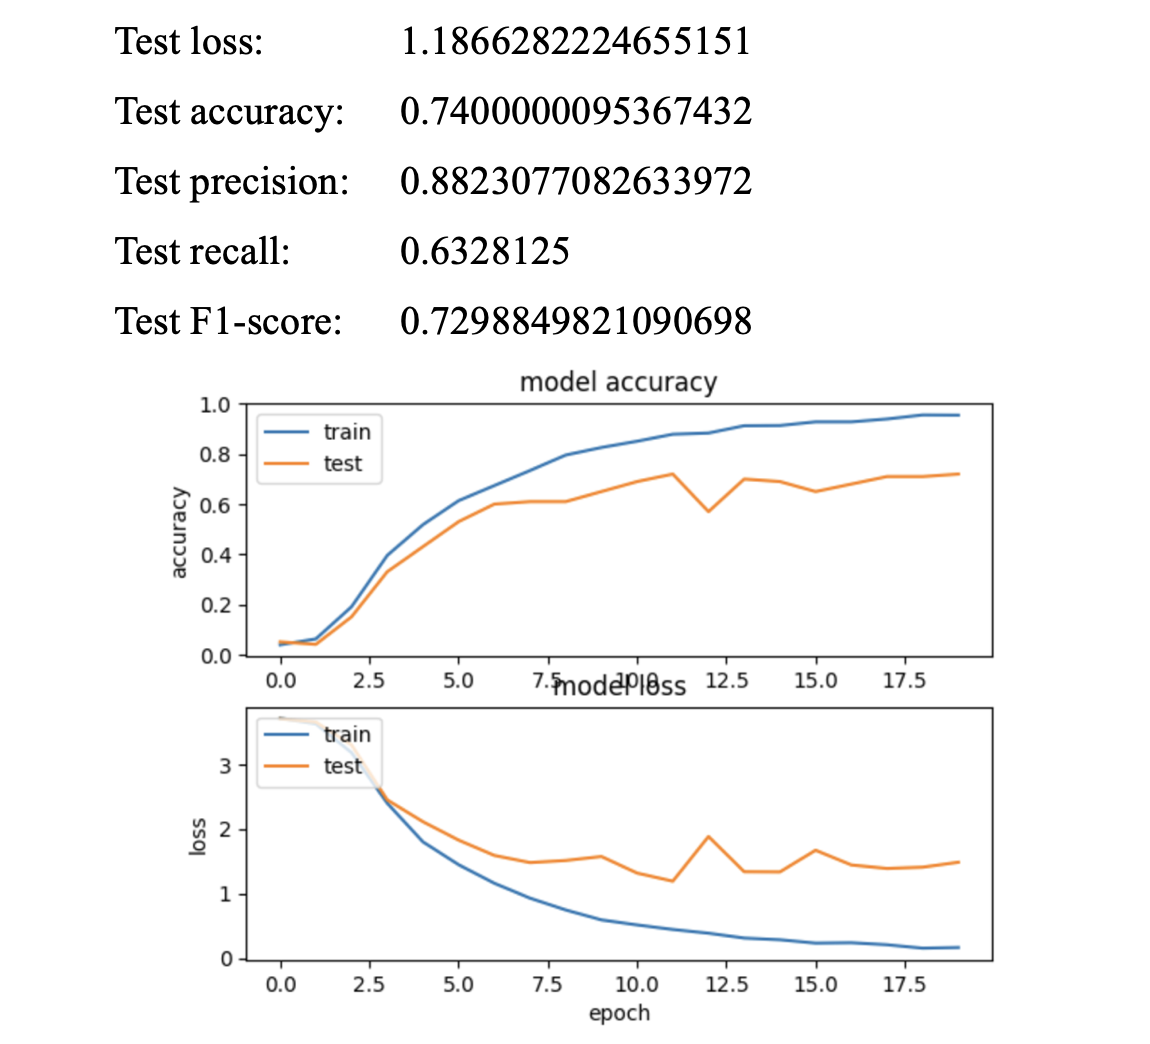 Test loss: 1.1866282224655151
Test accuracy: 0.7400000095367432
Test precision: 0.8823077082633972
Test recall: 0.6328125
Test F1-score: 0.7298849821090698
model accuracy
1.0
0.8
0.6
0.4
0.2
0.0
accuracy
train
test
0.0 2.5 5.0 7.5 10.0 12.5 15.0 17.5
model loss
3
2
1
0
loss
train
test
0.0 2.5 5.0 7.5 10.0 12.5 15.0 17.5
epoch